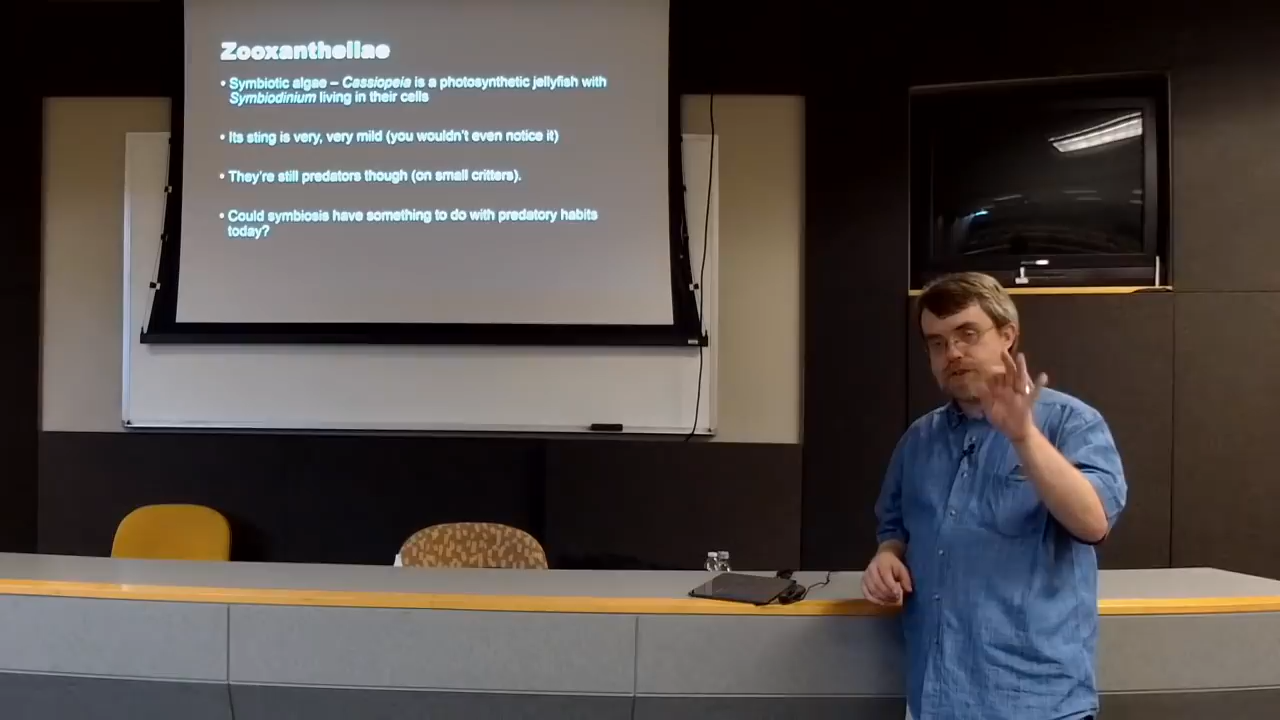 Zooxanthellae
• Symbiotic algae – Cassiopeia is a photosynthetic jellyfish with
Symbiodinium living in their cells
• Its sting is very, very mild (you wouldn't even notice it)
• They're still predators though (on small critters).
• Could symbiosis have something to do with predatory habits
today?